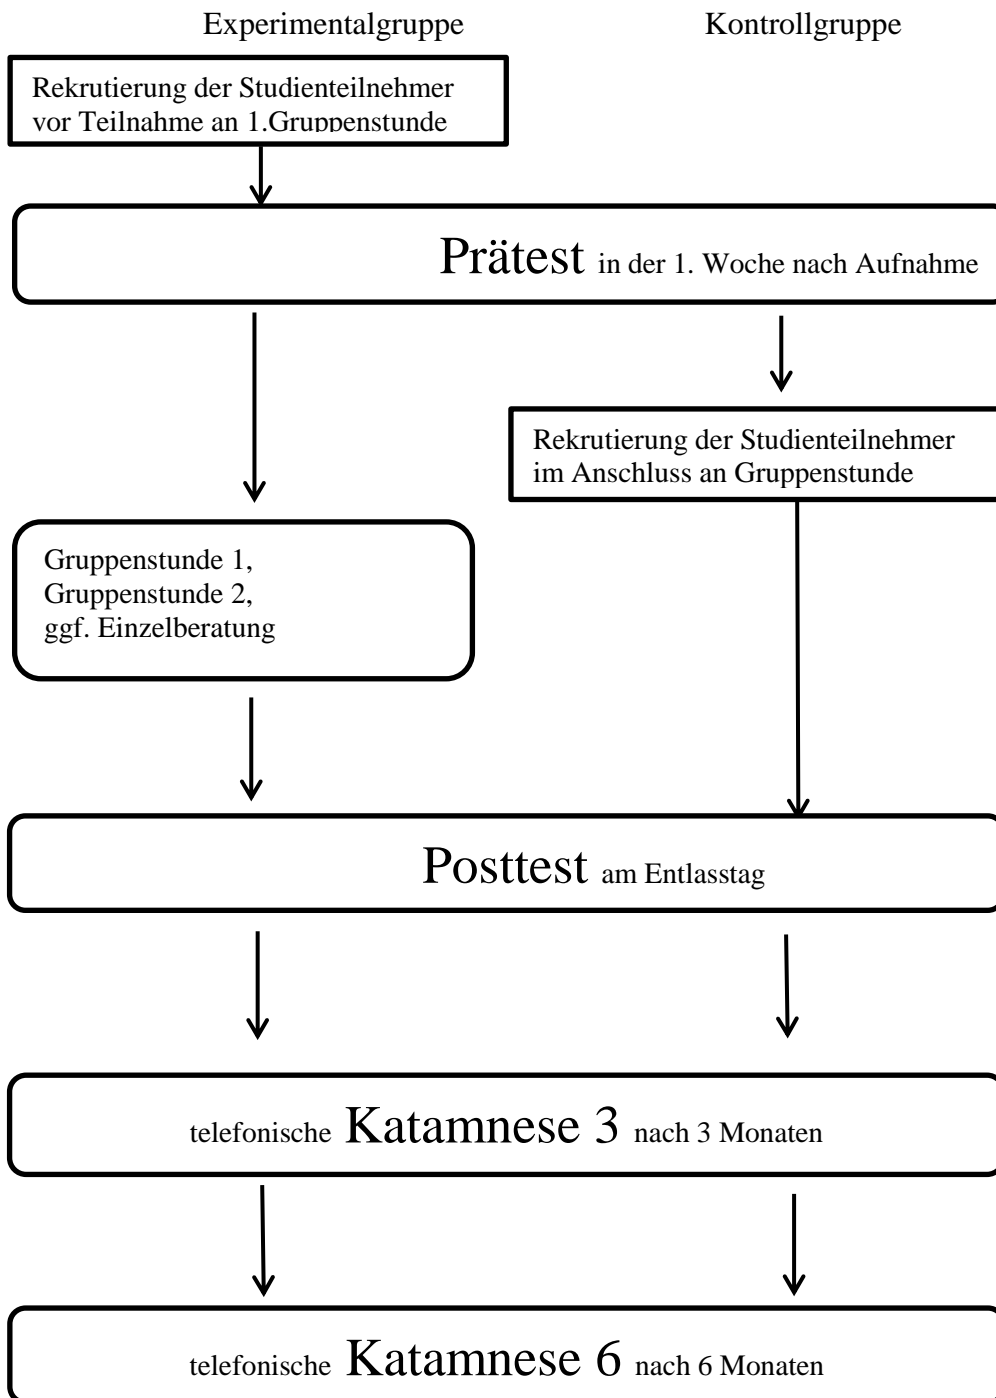 Experimentalgruppe
Kontrollgruppe
Rekrutierung der Studienteilnehmer
vor Teilnahme an 1.Gruppenstunde
Prätest in der 1. Woche nach Aufnahme
Rekrutierung der Studienteilnehmer
im Anschluss an Gruppenstunde
Gruppenstunde 1,
Gruppenstunde 2,
ggf. Einzelberatung
Posttest am Entlasstag
telefonische Katamnese 3 nach 3 Monaten
telefonische Katamnese 6 nach 6 Monaten